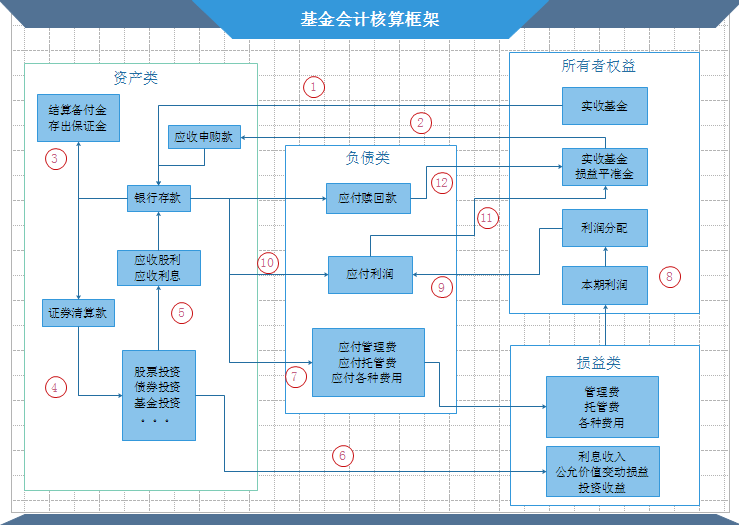 基金会计核算框架
资产类
结算备付金
存出保证金
应收申购款
③
银行存款
应收股利
应收利息
证券清算款
⑤
④
股票投资
债券投资
基金投资
···
①
②
负债类
应付赎回款
⑫
⑪
⑩
应付利润
⑨
⑦
应付管理费
应付托管费
应付各种费用
⑥
所有者权益
实收基金
实收基金
损益平准金
利润分配
本期利润
⑧
损益类
管理费
托管费
各种费用
利息收入
公允价值变动损益
投资收益